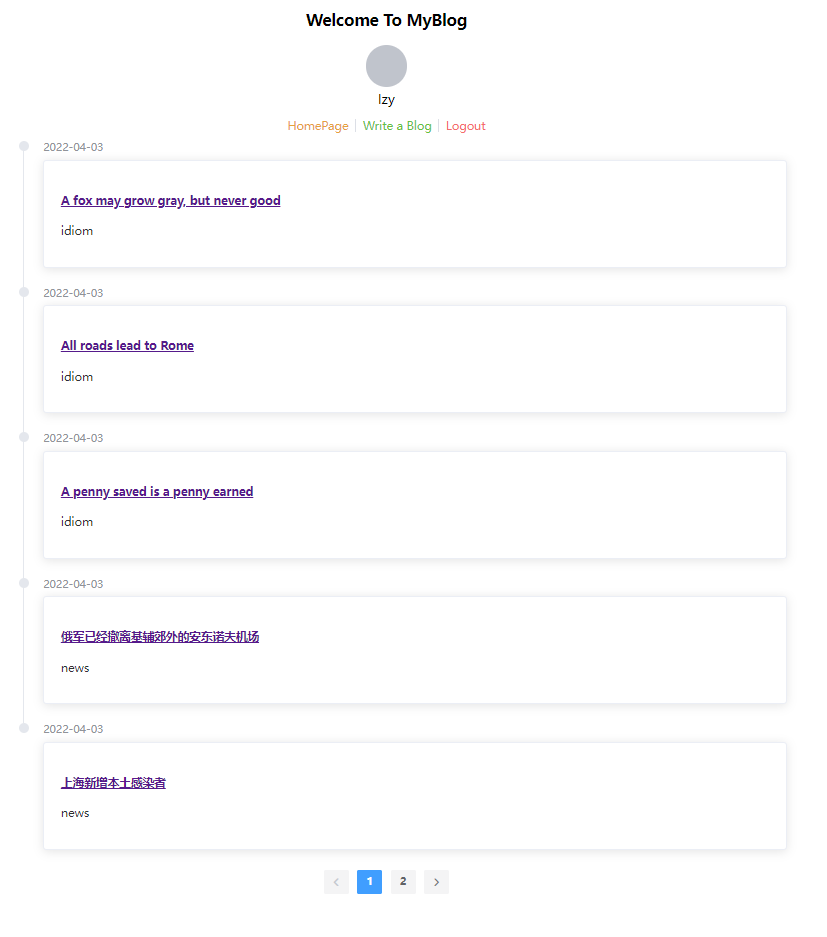 Welcome To MyBlog
lzy
HomePage Write a Blog Logout
2022-04-03
A fox may grow gray, but never good
idiom
2022-04-03
All roads lead to Rome
idiom
2022-04-03
A penny saved is a penny earned
idiom
2022-04-03
俄军已经撤离基辅郊外的安东诺夫机场
news
2022-04-03
上海新增本土感染者
news
1 2